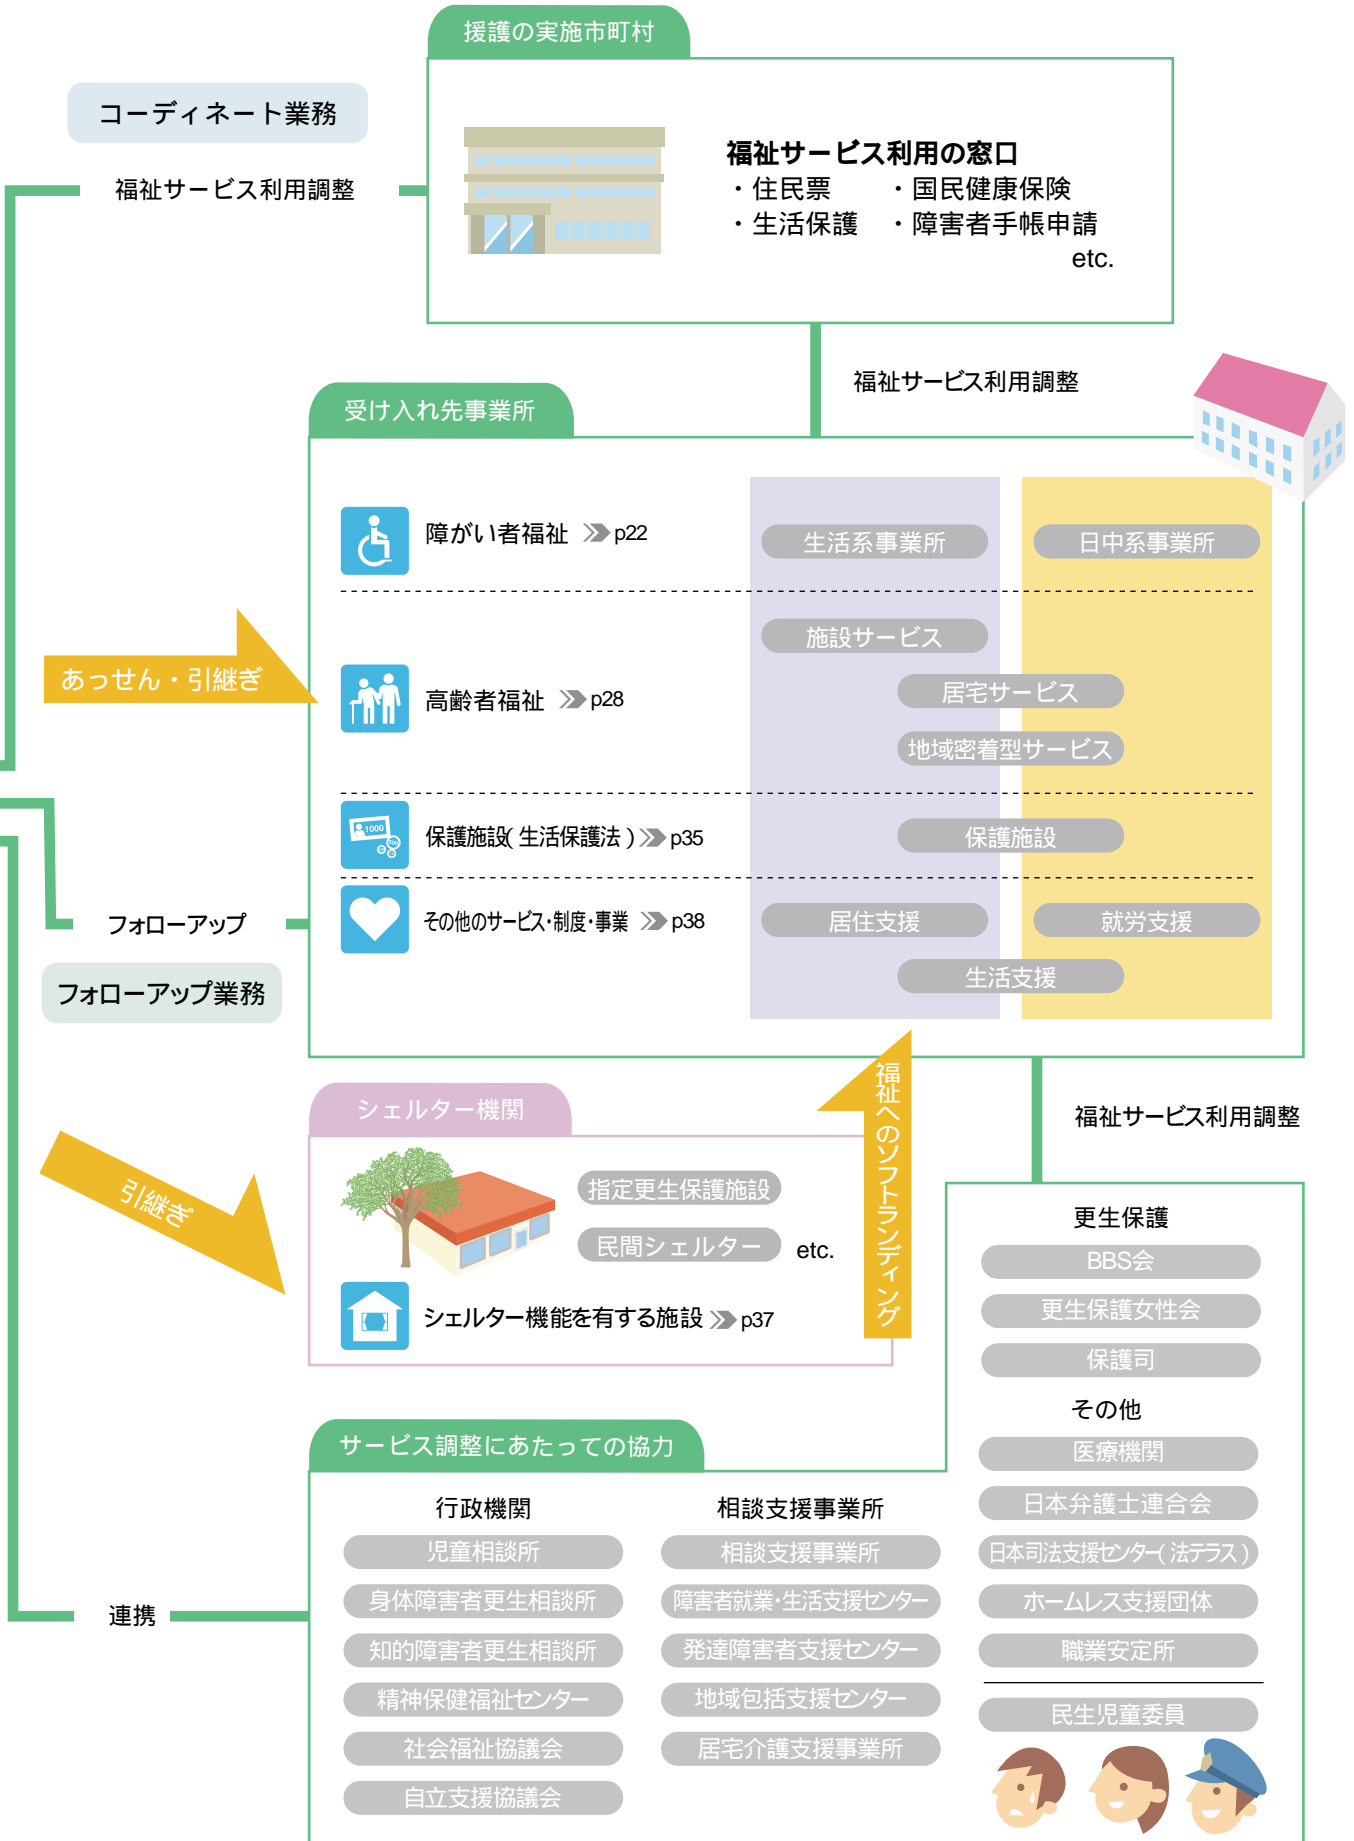 援護の実施市町村
コーディネート業務
福祉サービス利用調整
福祉サービス利用の窓口
・住民票 ・国民健康保険
・生活保護 ・障害者手帳申請
etc.
福祉サービス利用調整
受け入れ先事業所
障がい者福祉 p22
生活系事業所
日中系事業所
施設サービス
あっせん・引継ぎ
高齢者福祉 p28
居宅サービス
地域密着型サービス
1000
保護施設(生活保護法) p35
保護施設
その他のサービス・制度・事業 p38
居住支援
就労支援
生活支援
フォローアップ
フォローアップ業務
福祉へのソフトランディング
シェルター機関
福祉サービス利用調整
引継ぎ
指定更生保護施設
民間シェルター etc.
シェルター機能を有する施設 p37
更生保護
BBS会
更生保護女性会
保護司
その他
医療機関
日本弁護士連合会
日本司法支援センター(法テラス)
ホームレス支援団体
職業安定所
民生児童委員
サービス調整にあたっての協力
行政機関
児童相談所
身体障害者更生相談所
知的障害者更生相談所
精神保健福祉センター
社会福祉協議会
自立支援協議会
相談支援事業所
相談支援事業所
障害者就業・生活支援センター
発達障害者支援センター
地域包括支援センター
居宅介護支援事業所
連携